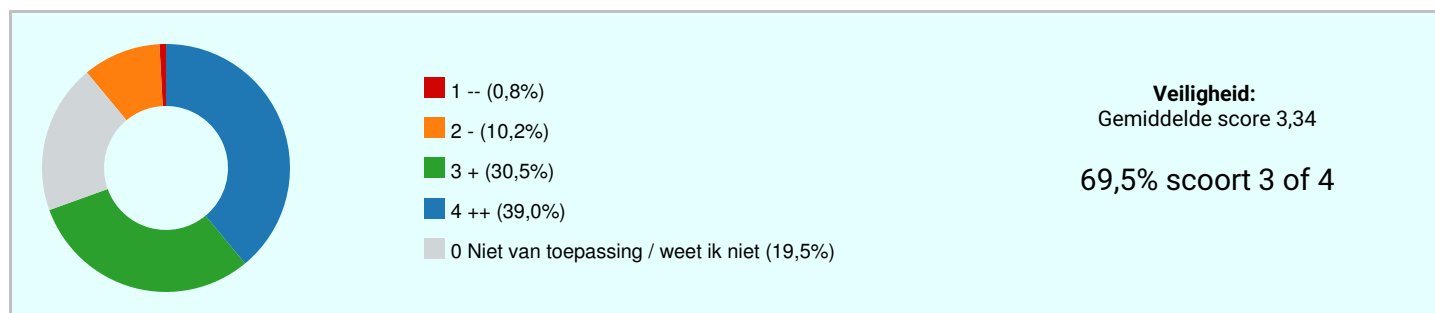 1 -- (0,8%)
2 - (10,2%)
3 + (30,5%)
4 ++ (39,0%)
0 Niet van toepassing / weet ik niet (19,5%)
Veiligheid:
Gemiddelde score 3,34
69,5% scoort 3 of 4